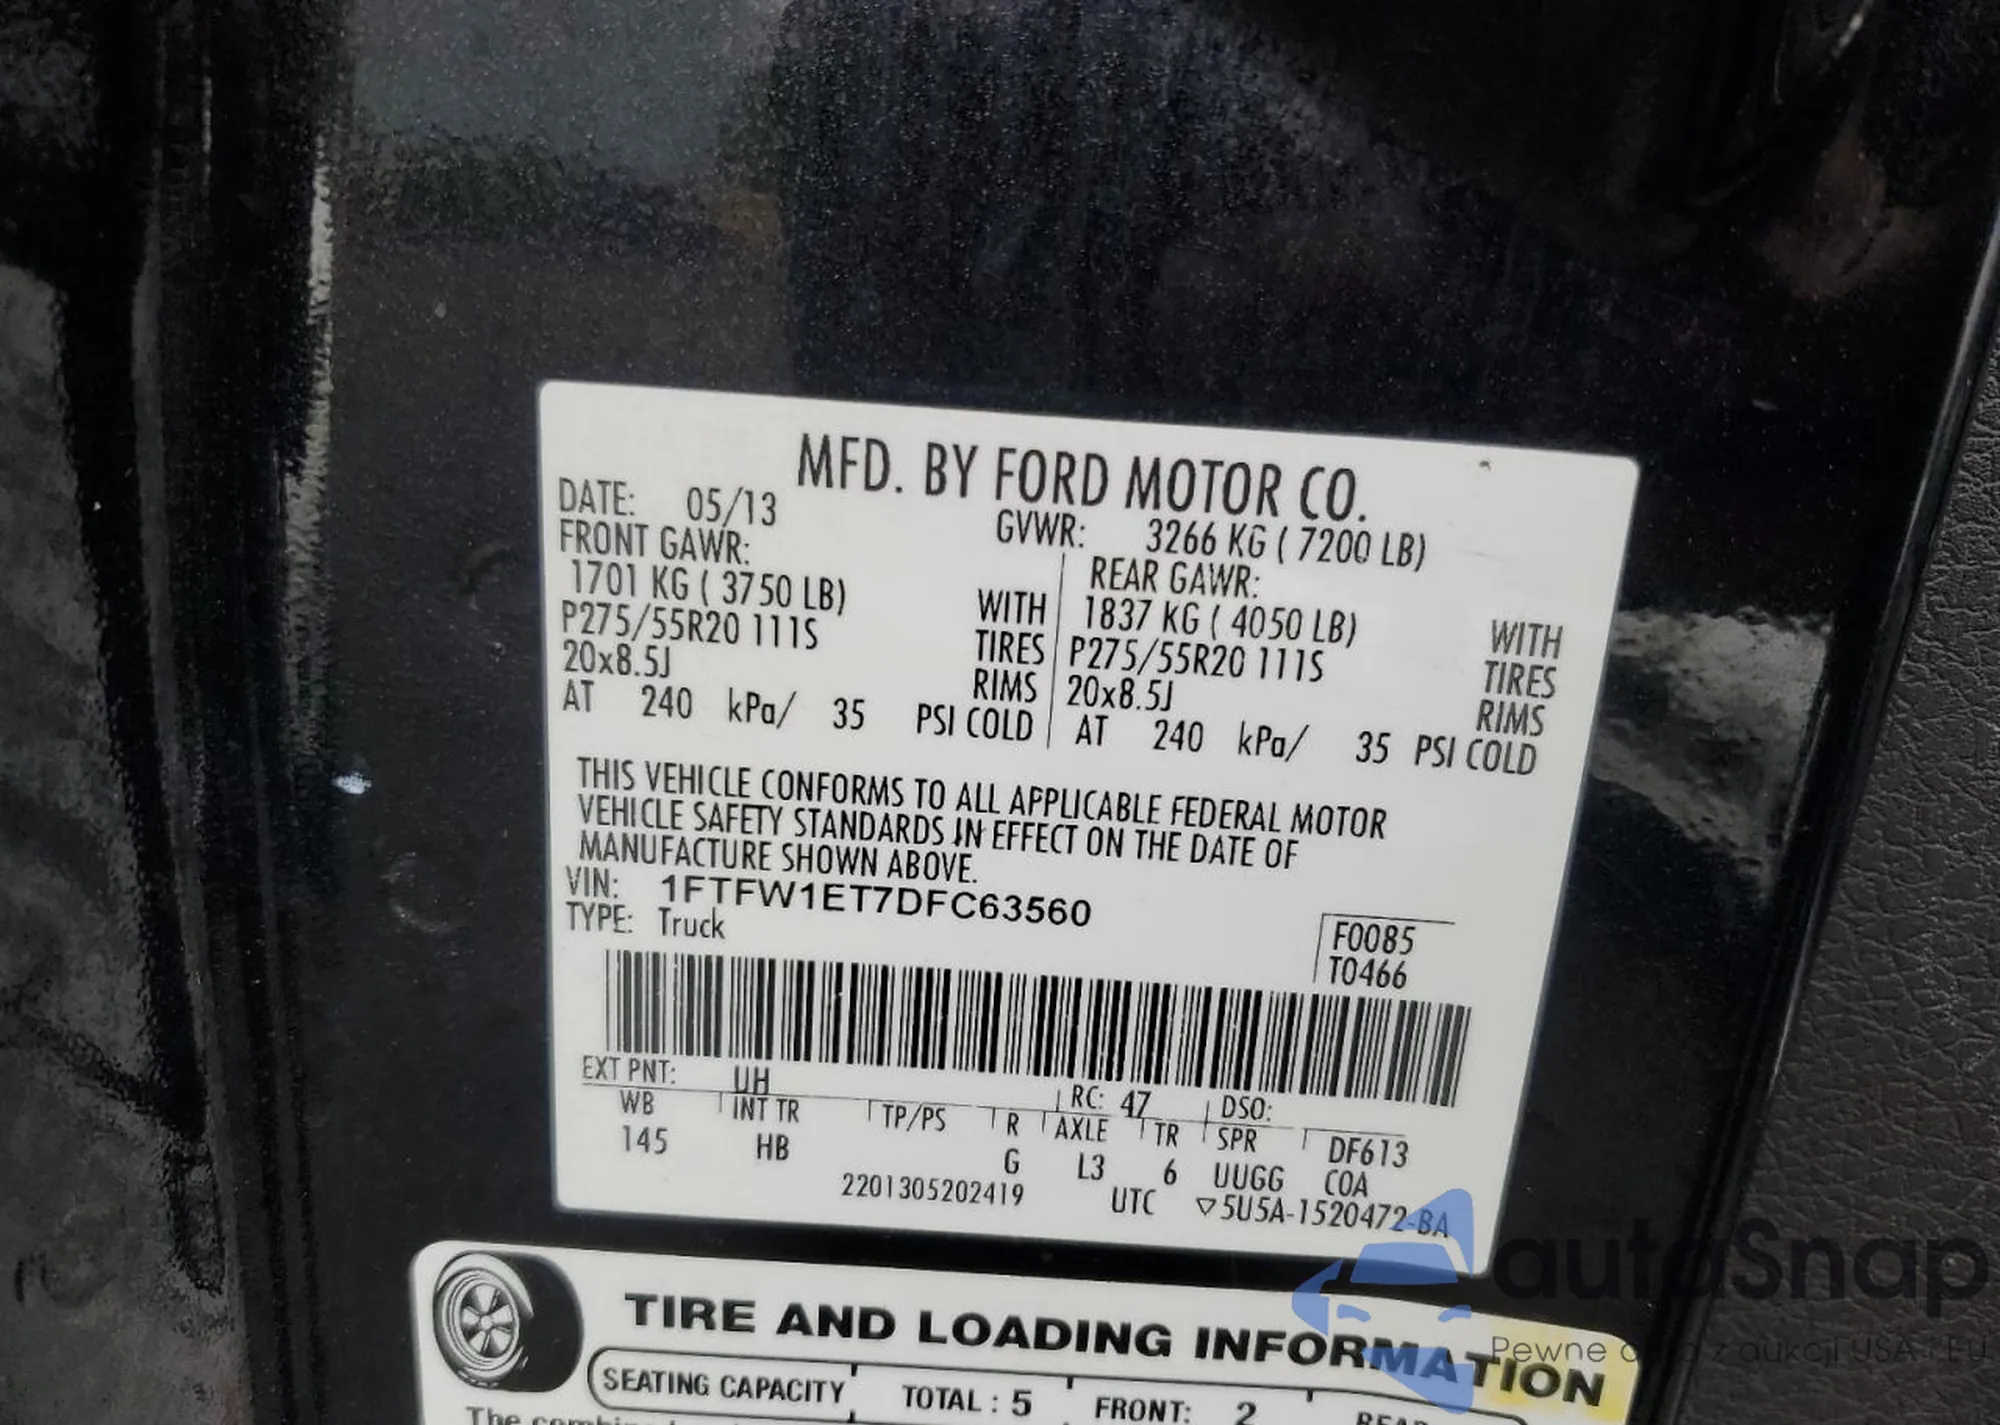 MFD. BY FORD MOTOR CO.
DATE: 05/13 GVWR: 3266 KG ( 7200 LB)
FRONT GAWR: REAR GAWR:
1701 KG ( 3750 LB) WITH 1837 KG ( 4050 LB) WITH
P275/55R20 111S TIRES P275/55R20 111S TIRES
20x8.5J RIMS 20x8.5J RIMS
AT 240 kPa/ 35 PSI COLD AT 240 kPa/ 35 PSI COLD
THIS VEHICLE CONFORMS TO ALL APPLICABLE FEDERAL MOTOR
VEHICLE SAFETY STANDARDS IN EFFECT ON THE DATE OF
MANUFACTURE SHOWN ABOVE.
VIN: 1FTFW1ET7DFC63560
TYPE: Truck
F0085
T0466
EXT PNT: UH RC: 47 DSO:
WB INT TR TP/PS R AXLE TR SPR DF613
145 HB G L3 6 UUGG COA
2201305202419 UTC ▽5U5A-1520472-BA
TIRE AND LOADING INFORMATION
SEATING CAPACITY TOTAL : 5 FRONT: 2 REAR
The
autoSnap
Pewne z aukcji USA i EU